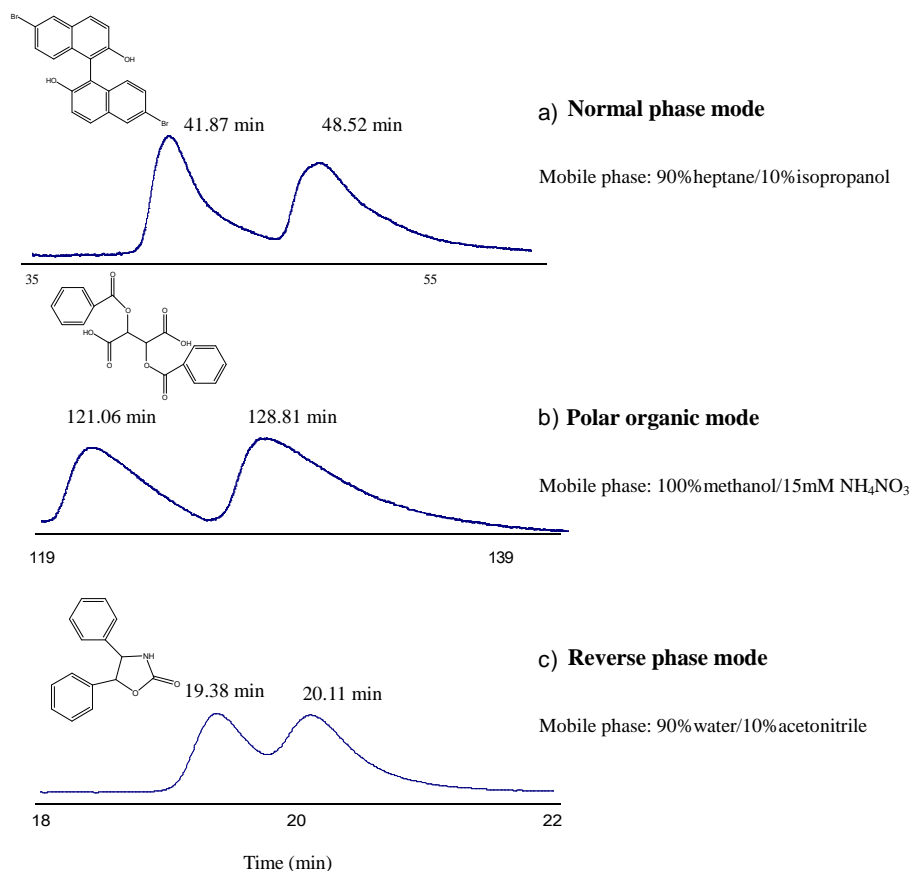 Br
OH
HO
Br
41.87 min 48.52 min
a) Normal phase mode
Mobile phase: 90%heptane/10%isopropanol
35 55
O
O
O O
HO
OH
O O
O
121.06 min 128.81 min
b) Polar organic mode
Mobile phase: 100%methanol/15mM NH₄NO₃
119 139
NH
O
O
19.38 min 20.11 min
c) Reverse phase mode
Mobile phase: 90%water/10%acetonitrile
18 20 22
Time (min)